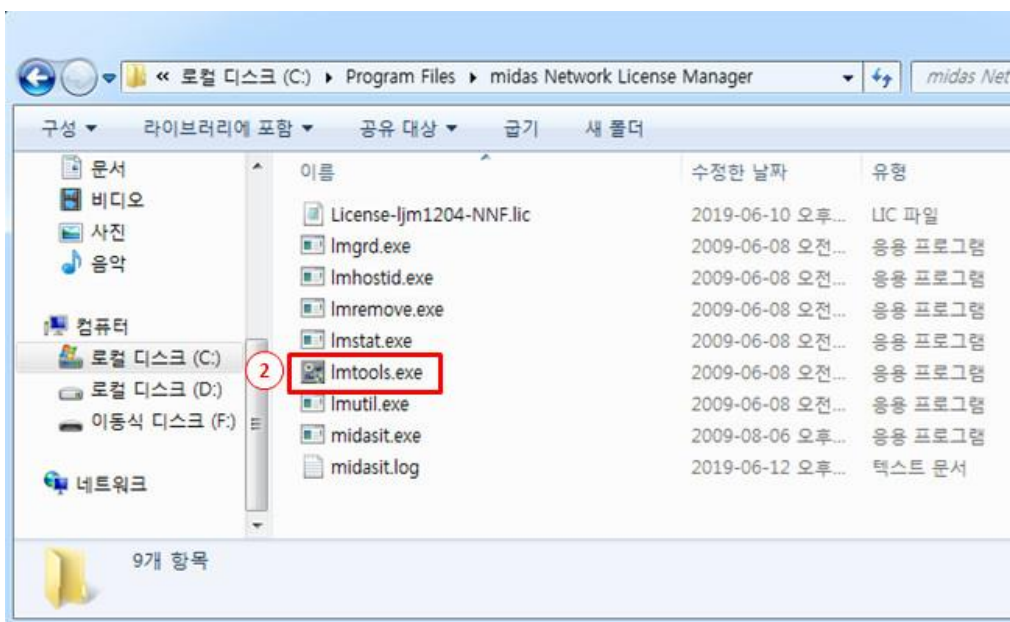 « 로컬 디스크 (C:) ▸ Program Files ▸ midas Network License Manager
midas Net
구성 라이브러리에 포함 공유 대상 굽기 새 폴더
이름 수정한 날짜 유형
문서
비디오
사진
음악
컴퓨터
로컬 디스크 (C:)
로컬 디스크 (D:)
이동식 디스크 (F:)
네트워크
License-ljm1204-NNF.lic 2019-06-10 오후... LIC 파일
lmgrd.exe 2009-06-08 오전... 응용 프로그램
lmhostid.exe 2009-06-08 오전... 응용 프로그램
lmremove.exe 2009-06-08 오전... 응용 프로그램
lmstat.exe 2009-06-08 오전... 응용 프로그램
2 lmtools.exe 2009-06-08 오전... 응용 프로그램
lmutil.exe 2009-06-08 오전... 응용 프로그램
midasit.exe 2009-08-06 오후... 응용 프로그램
midasit.log 2019-06-12 오후... 텍스트 문서
9개 항목